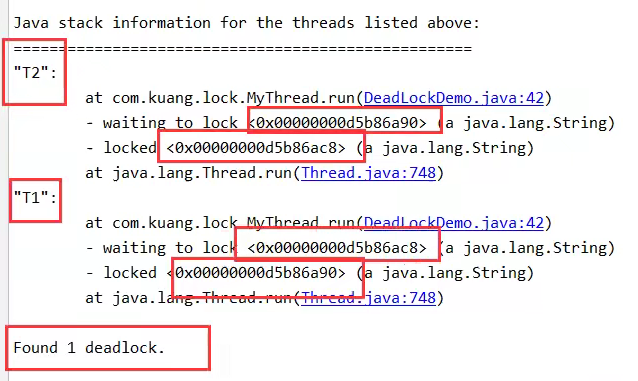 Java stack information for the threads listed above:
===================================================
"T2":
at com.kuang.lock.MyThread.run(DeadLockDemo.java:42)
- waiting to lock <0x00000000d5b86a90> (a java.lang.String)
- locked <0x00000000d5b86ac8> (a java.lang.String)
at java.lang.Thread.run(Thread.java:748)
"T1":
at com.kuang.lock.MyThread.run(DeadLockDemo.java:42)
- waiting to lock <0x00000000d5b86ac8> (a java.lang.String)
- locked <0x00000000d5b86a90> (a java.lang.String)
at java.lang.Thread.run(Thread.java:748)
Found 1 deadlock.